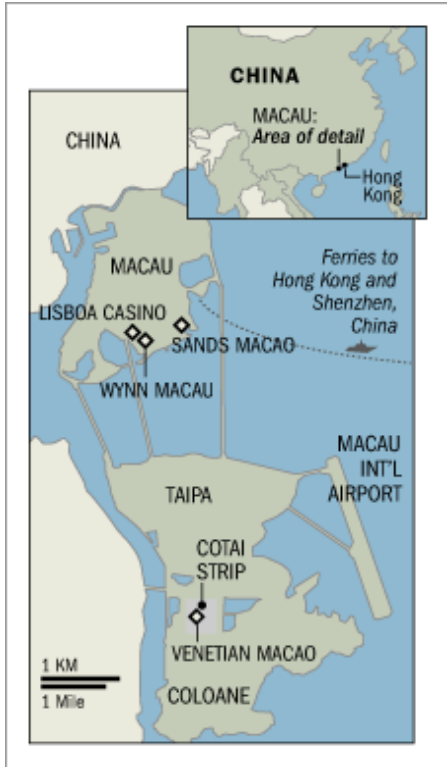 CHINA
MACAU:
Area of detail
Hong
Kong
CHINA
MACAU
Ferries to
Hong Kong and
Shenzhen,
China
LISBOA CASINO
SANDS MACAO
WYNN MACAU
MACAU
INT'L
AIRPORT
TAIPA
COTAI
STRIP
VENETIAN MACAO
1 KM
1 Mile
COLOANE